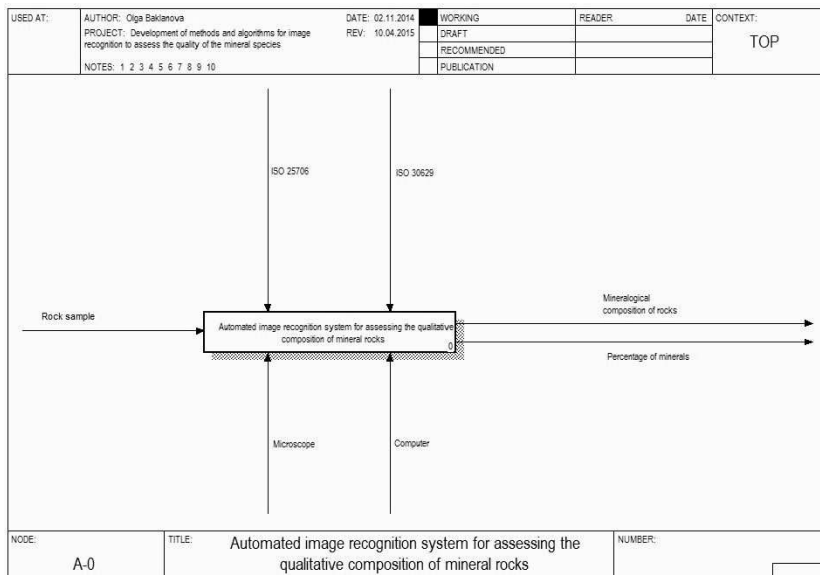 USED AT:
AUTHOR: Olga Baklanova
DATE: 02.11.2014
PROJECT: Development of methods and algorithms for image
recognition to assess the quality of the mineral species
REV: 10.04.2015
NOTES: 1 2 3 4 5 6 7 8 9 10
WORKING
DRAFT
RECOMMENDED
PUBLICATION
READER
DATE
CONTEXT:
TOP
ISO 25706
ISO 30629
Rock sample
Automated image recognition system for assessing the qualitative
composition of mineral rocks
0
Mineralogical
composition of rocks
Percentage of minerals
Microscope
Computer
NODE:
A-0
TITLE:
Automated image recognition system for assessing the
qualitative composition of mineral rocks
NUMBER: